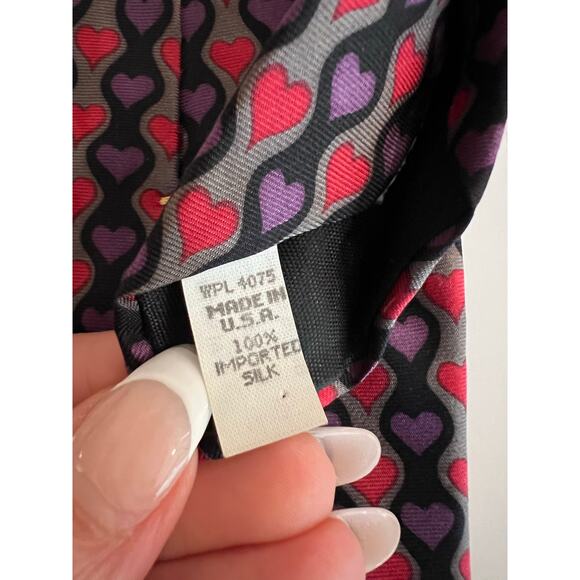 WPL 4075
MADE IN
U.S.A.
100%
IMPORTED
SILK